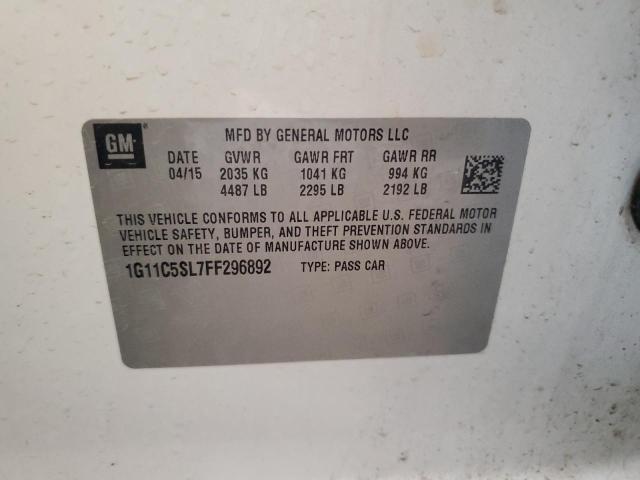 GM
MFD BY GENERAL MOTORS LLC
DATE GVWR GAWR FRT GAWR RR
04/15 2035 KG 1041 KG 994 KG
4487 LB 2295 LB 2192 LB
THIS VEHICLE CONFORMS TO ALL APPLICABLE U.S. FEDERAL MOTOR
VEHICLE SAFETY, BUMPER, AND THEFT PREVENTION STANDARDS IN
EFFECT ON THE DATE OF MANUFACTURE SHOWN ABOVE.
1G11C5SL7FF296892 TYPE: PASS CAR